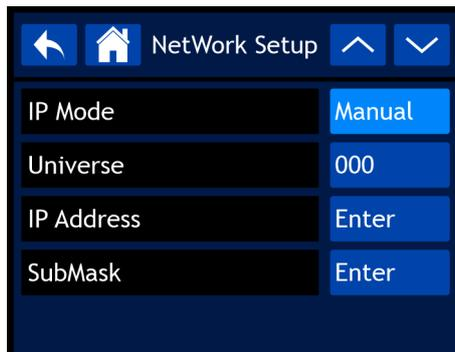 NetWork Setup
IP Mode Manual
Universe 000
IP Address Enter
SubMask Enter